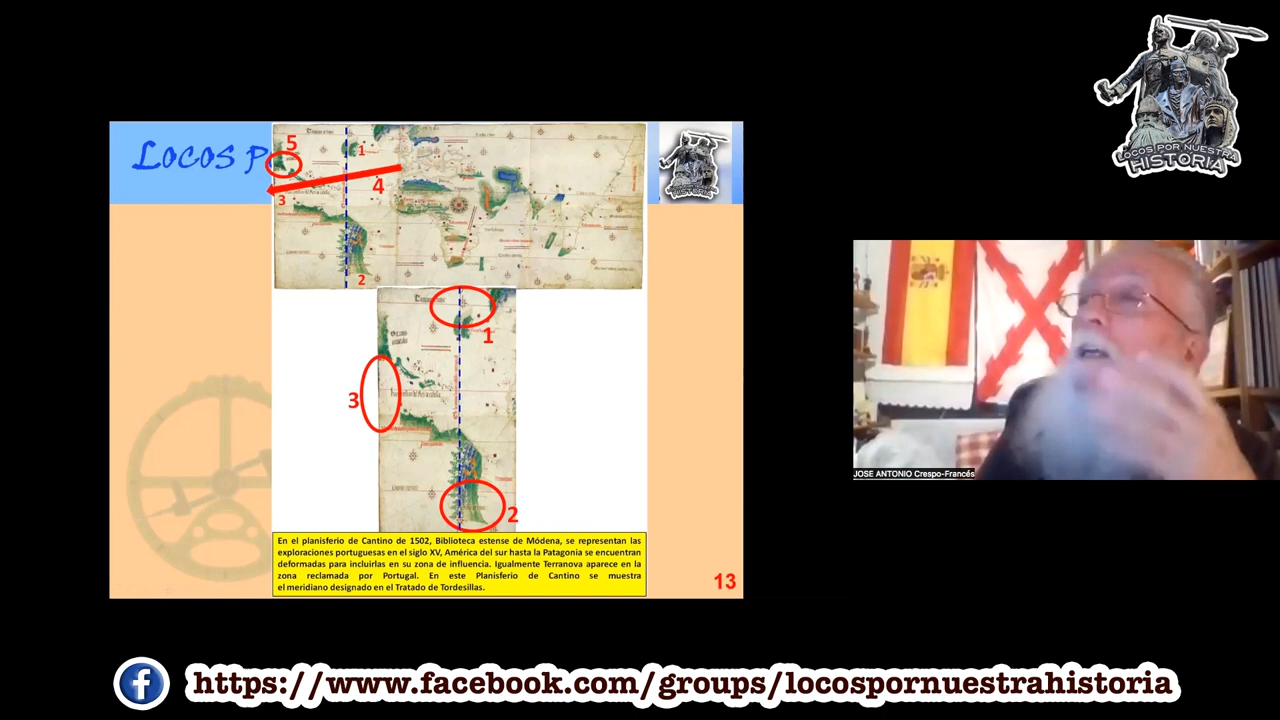 LOCOS POR NUESTRA
HISTORIA
LOCOS P
5
1
4
3
2
1
3
2
En el planisferio de Cantino de 1502, Biblioteca estense de Módena, se representan las
exploraciones portuguesas en el siglo XV, América del sur hasta la Patagonia se encuentran
deformadas para incluirlas en su zona de influencia. Igualmente Terranova aparece en la
zona reclamada por Portugal. En este Planisferio de Cantino se muestra
el meridiano designado en el Tratado de Tordesillas.
13
JOSE ANTONIO Crespo-Francés
https://www.facebook.com/groups/locospornuestrahistoria